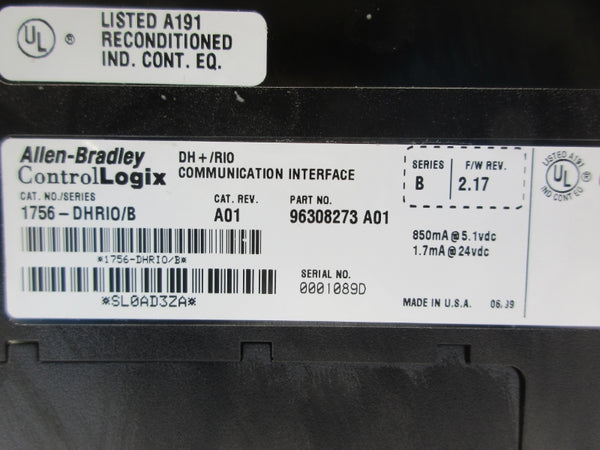 UL ® LISTED A191
RECONDITIONED
IND. CONT. EQ.
Allen-Bradley
ControlLogix
DH+/RIO
COMMUNICATION INTERFACE
SERIES
B
F/W REV.
2.17
LISTED A191
UL
IND CONT EQ
CAT. NO./SERIES
1756-DHRIO/B
CAT. REV.
A01
PART NO.
96308273 A01
850mA@5.1vdc
1.7mA@24vdc
*1756-DHRIO/B*
*SL0AD3ZA*
SERIAL NO.
0001089D
MADE IN U.S.A.